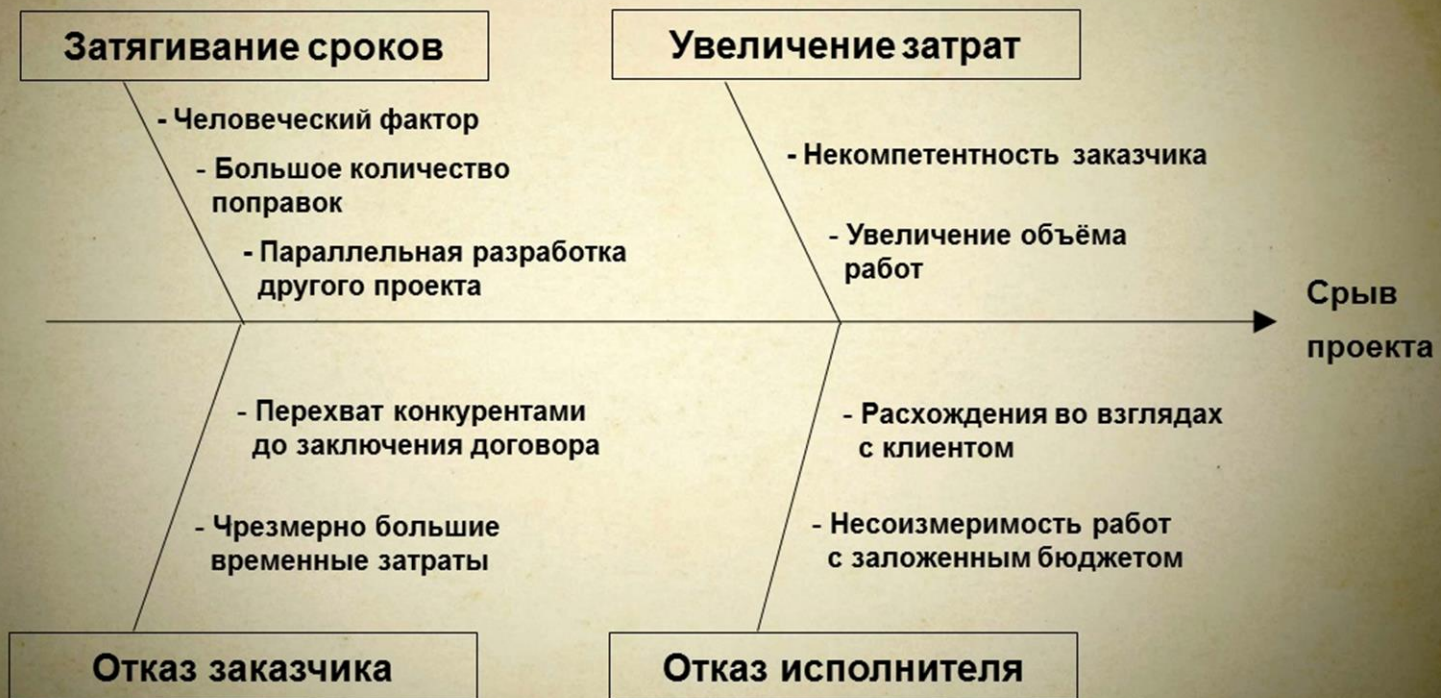 Затягивание сроков
Увеличение затрат
- Человеческий фактор
- Большое количество
поправок
- Параллельная разработка
другого проекта
- Некомпетентность заказчика
- Увеличение объёма
работ
Срыв
проекта
- Перехват конкурентами
до заключения договора
- Чрезмерно большие
временные затраты
- Расхождения во взглядах
с клиентом
- Несоизмеримость работ
с заложенным бюджетом
Отказ заказчика
Отказ исполнителя